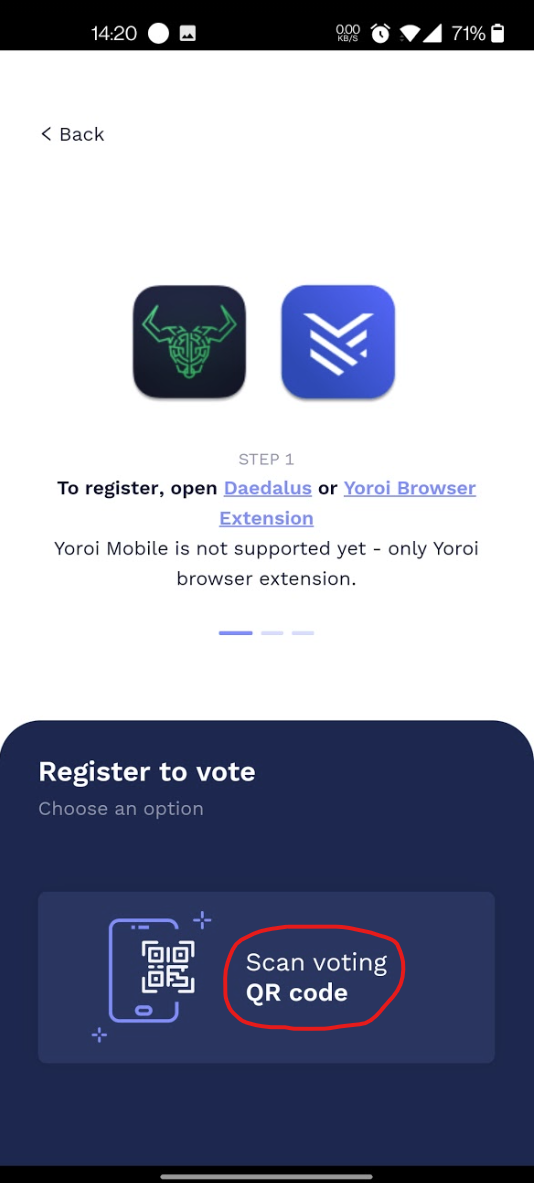 14:20
0.00
KB/S
71%
< Back
STEP 1
To register, open Daedalus or Yoroi Browser
Extension
Yoroi Mobile is not supported yet - only Yoroi
browser extension.
Register to vote
Choose an option
Scan voting
QR code